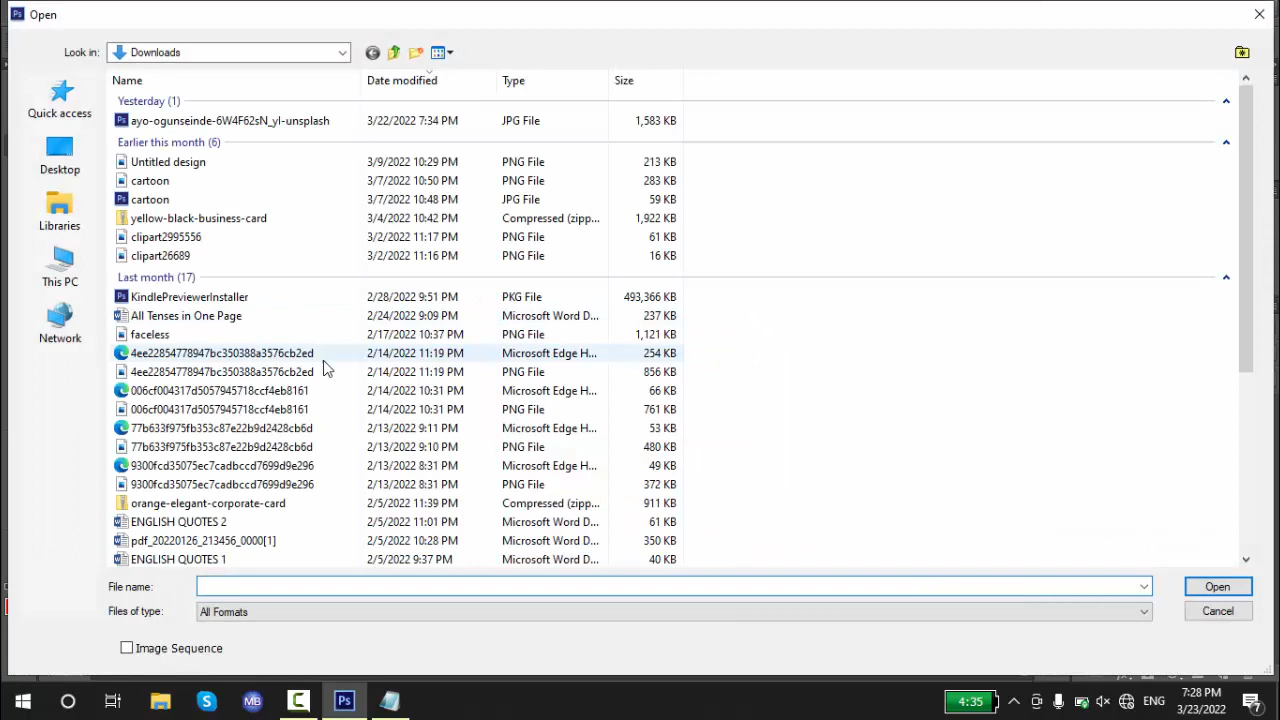 Ps Open
Look in: Downloads
Name Date modified Type Size
Quick access
Desktop
Libraries
This PC
Network
Yesterday (1)
Ps ayo-ogunseinde-6W4F62sN_yI-unsplash 3/22/2022 7:34 PM JPG File 1,583 KB
Earlier this month (6)
Untitled design 3/9/2022 10:29 PM PNG File 213 KB
cartoon 3/7/2022 10:50 PM PNG File 283 KB
Ps cartoon 3/7/2022 10:48 PM JPG File 59 KB
yellow-black-business-card 3/4/2022 10:42 PM Compressed (zipp... 1,922 KB
clipart2995556 3/2/2022 11:17 PM PNG File 61 KB
clipart26689 3/2/2022 11:16 PM PNG File 16 KB
Last month (17)
Ps KindlePreviewerInstaller 2/28/2022 9:51 PM PKG File 493,366 KB
All Tenses in One Page 2/24/2022 9:09 PM Microsoft Word D... 237 KB
faceless 2/17/2022 10:37 PM PNG File 1,121 KB
4ee22854778947bc350388a3576cb2ed 2/14/2022 11:19 PM Microsoft Edge H... 254 KB
4ee22854778947bc350388a3576cb2ed 2/14/2022 11:19 PM PNG File 856 KB
006cf004317d5057945718ccf4eb8161 2/14/2022 10:31 PM Microsoft Edge H... 66 KB
006cf004317d5057945718ccf4eb8161 2/14/2022 10:31 PM PNG File 761 KB
77b633f975fb353c87e22b9d2428cb6d 2/13/2022 9:11 PM Microsoft Edge H... 53 KB
77b633f975fb353c87e22b9d2428cb6d 2/13/2022 9:10 PM PNG File 480 KB
9300fcd35075ec7cadbccd7699d9e296 2/13/2022 8:31 PM Microsoft Edge H... 49 KB
9300fcd35075ec7cadbccd7699d9e296 2/13/2022 8:31 PM PNG File 372 KB
orange-elegant-corporate-card 2/5/2022 11:39 PM Compressed (zipp... 911 KB
ENGLISH QUOTES 2 2/5/2022 11:01 PM Microsoft Word D... 61 KB
pdf_20220126_213456_0000[1] 2/5/2022 10:28 PM Microsoft Word D... 350 KB
ENGLISH QUOTES 1 2/5/2022 9:37 PM Microsoft Word D... 40 KB
File name: Open
Files of type: All Formats Cancel
Image Sequence
S MB C Ps 4:35 ENG 7:28 PM
3/23/2022 7